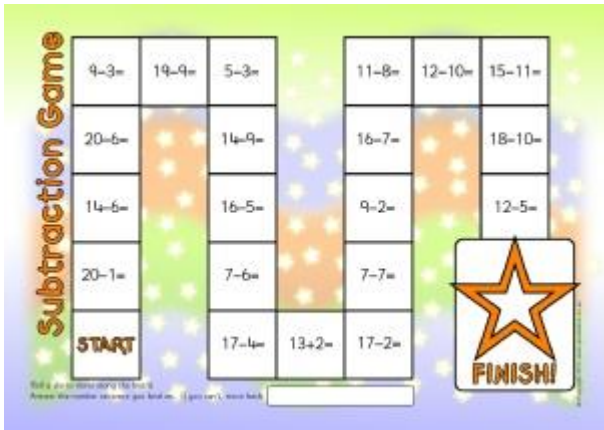 Subtraction Game
9-3= 19-9= 5-3= 11-8= 12-10= 15-11=
20-6= 14-9= 16-7= 18-10=
14-6= 16-5= 9-2= 12-5=
20-1= 7-6= 7-7=
START 17-4= 13+2= 17-2=
FINISH!